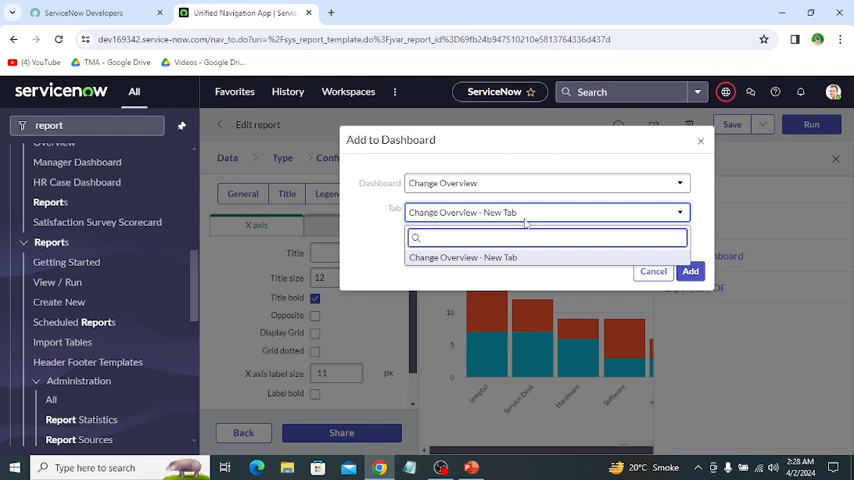 ServiceNow Developers
Unified Navigation App | Servic
dev169342.service-now.com/nav_to.do?uri=%2Fsys_report_template.do%3Fjvar_report_id%3D69fb24b947510210e5813764336d437d
(4) YouTube
TMA - Google Drive
Videos - Google Dri...
servicenow
All
Favorites
History
Workspaces
ServiceNow
Search
report
Overview
Manager Dashboard
HR Case Dashboard
Reports
Satisfaction Survey Scorecard
Reports
Getting Started
View / Run
Create New
Scheduled Reports
Import Tables
Header Footer Templates
Administration
All
Report Statistics
Report Sources
Edit report
Save
Run
Data
Type
General
Title
X axis
Title
Title size
12
Title bold
Opposite
Display Grid
Grid dotted
X axis label size
11
px
Label bold
Back
Share
Add to Dashboard
Dashboard
Change Overview
Tab
Change Overview - New Tab
Change Overview - New Tab
Cancel
Add
10
5
0
(empty)
Service Desk
Hardware
Software
Type here to search
20°C Smoke
2:28 AM
4/2/2024